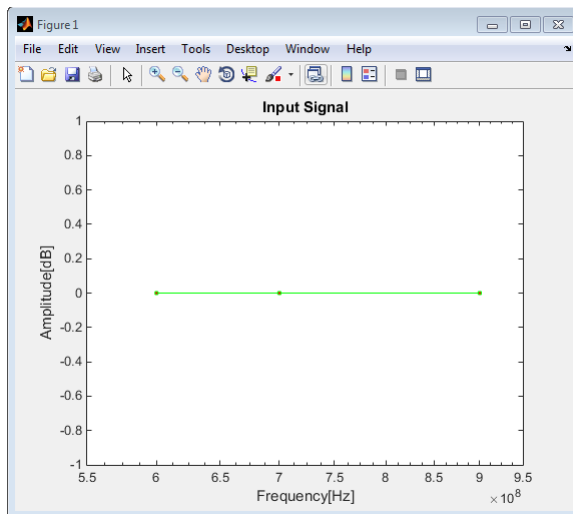 Figure 1
File Edit View Insert Tools Desktop Window Help
Input Signal
1
0.8
0.6
0.4
0.2
0
-0.2
-0.4
-0.6
-0.8
-1
Amplitude[dB]
5.5 6 6.5 7 7.5 8 8.5 9 9.5
Frequency[Hz]
× 10⁸